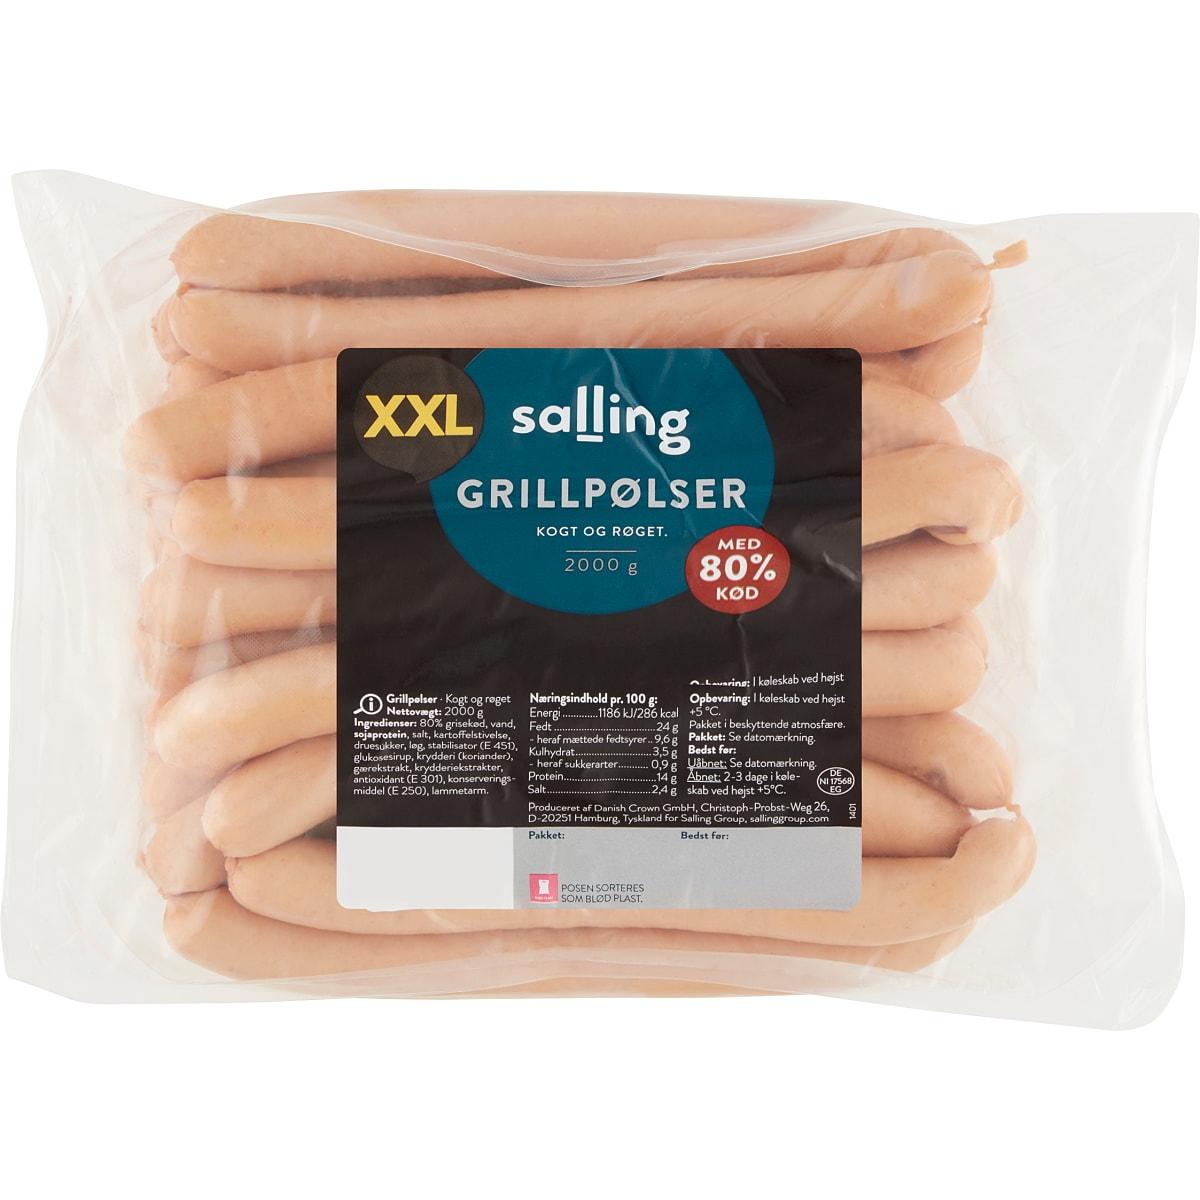 XXL
salling
GRILLPØLSER
KOGT OG RØGET.
2000 g
MED
80%
KØD
Grillpølser · Kogt og røget
Nettovægt: 2000 g
Ingredienser: 80% grisekød, vand,
sojaprotein, salt, kartoffelstivelse,
druesukker, løg, stabilisator (E 451),
glukosesirup, krydderi (koriander),
gærekstrakt, krydderiekstrakter,
antioxidant (E 301), konserverings-
middel (E 250), lammetarm.
Næringsindhold pr. 100 g:
Energi ............1186 kJ/286 kcal
Fedt ................................24 g
- heraf mættede fedtsyrer.. 9,6 g
Kulhydrat.........................3,5 g
- heraf sukkerarter..........0,9 g
Protein.............................14 g
Salt..................................2,4 g
Opbevaring: I køleskab ved højst
Opbevaring: I køleskab ved højst
+5 °C.
Pakket i beskyttende atmosfære.
Pakket: Se datomærkning.
Bedst før:
Uåbnet: Se datomærkning.
Åbnet: 2-3 dage i køle-
skab ved højst +5°C.
DE
NI 17568
EG
Produceret af Danish Crown GmbH, Christoph-Probst-Weg 26,
D-20251 Hamburg, Tyskland for Salling Group, sallinggroup.com
1401
Pakket:
Bedst før:
POSEN SORTERES
SOM BLØD PLAST.